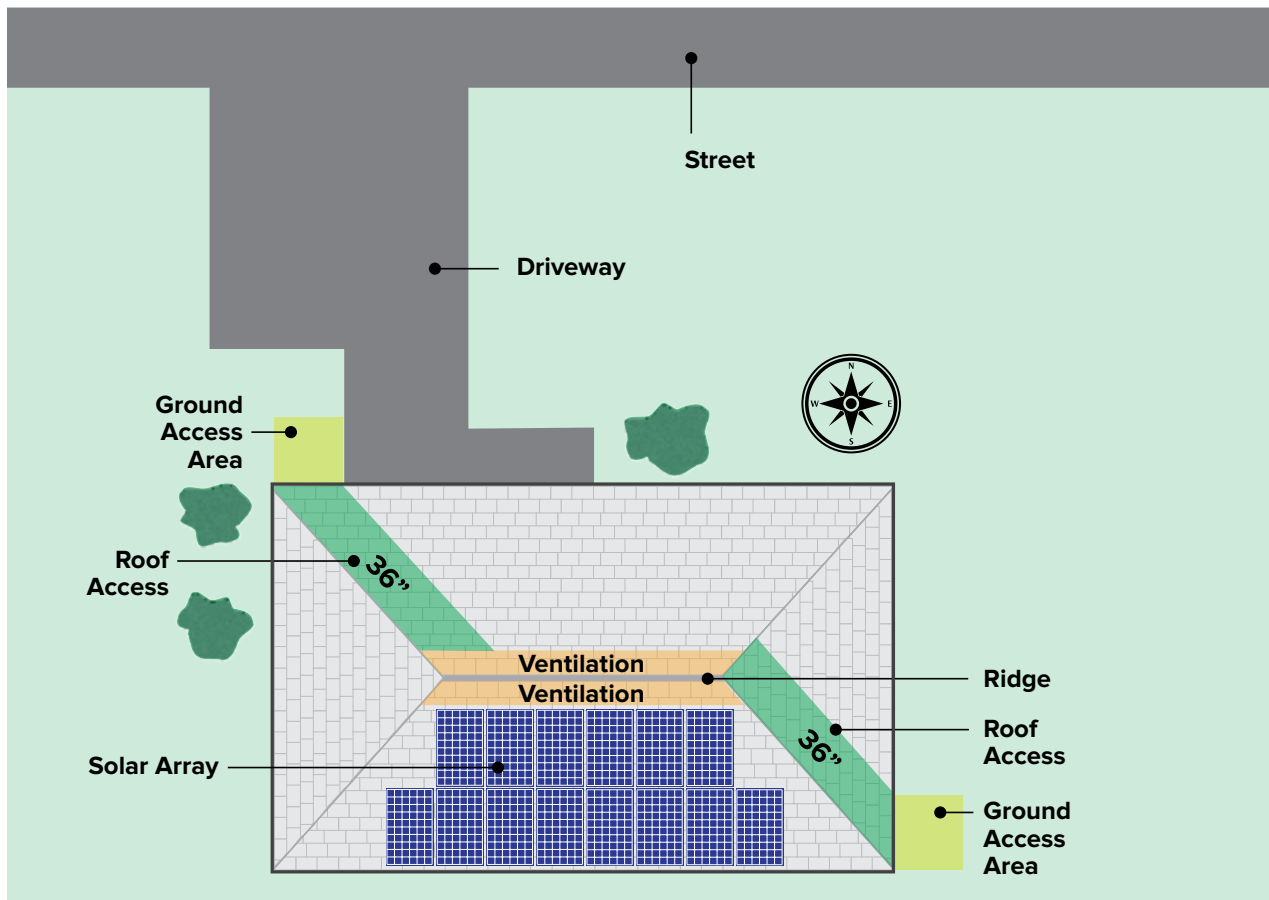 Street
Driveway
N
W
E
S
Ground
Access
Area
Roof
Access
36”
Ventilation
Ventilation
Ridge
Roof
Access
36”
Solar Array
Ground
Access
Area